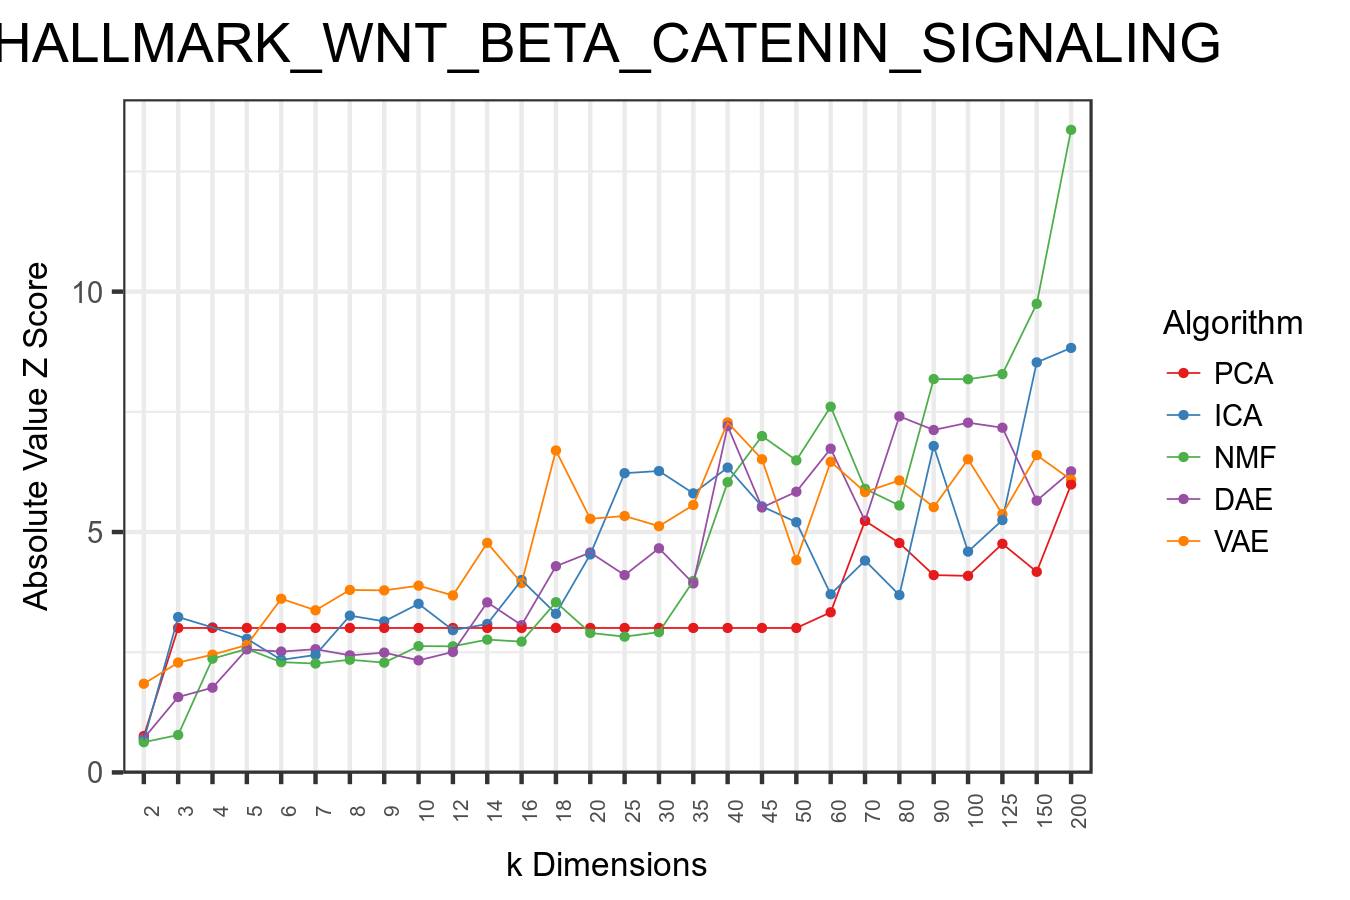 HALLMARK_WNT_BETA_CATENIN_SIGNALING
Absolute Value Z Score
10
5
0
2 3 4 5 6 7 8 9 10 12 14 16 18 20 25 30 35 40 45 50 60 70 80 90 100 125 150 200
k Dimensions
Algorithm
PCA
ICA
NMF
DAE
VAE